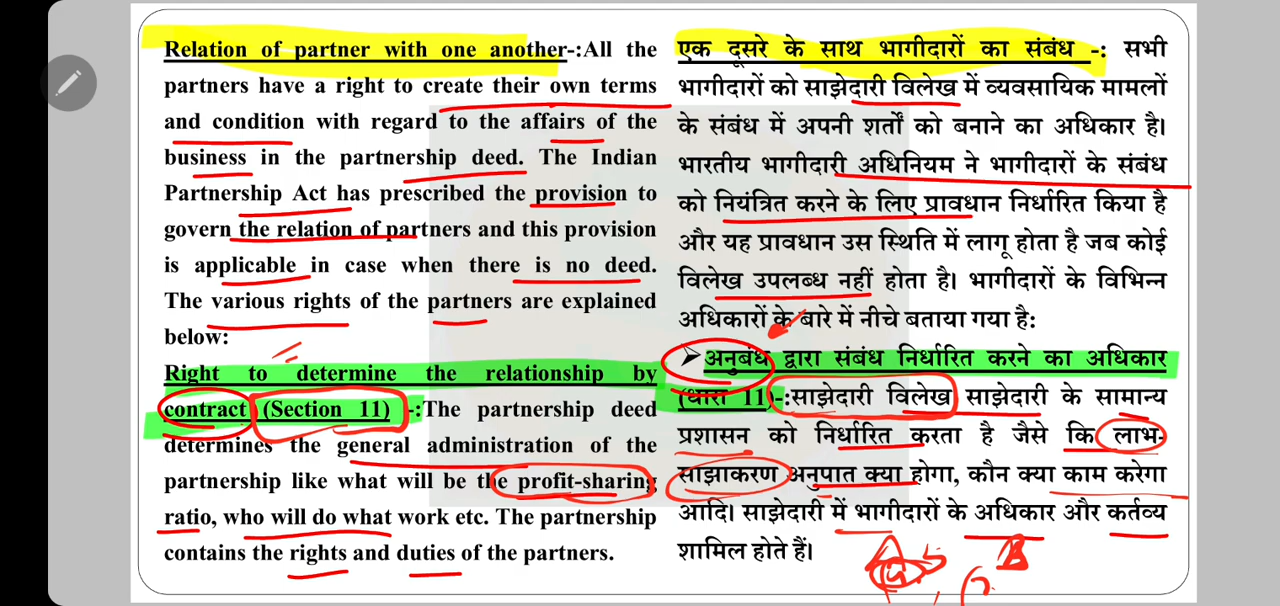 Relation of partner with one another-:All the
partners have a right to create their own terms
and condition with regard to the affairs of the
business in the partnership deed. The Indian
Partnership Act has prescribed the provision to
govern the relation of partners and this provision
is applicable in case when there is no deed.
The various rights of the partners are explained
below:
Right to determine the relationship by
contract (Section 11) -:The partnership deed
determines the general administration of the
partnership like what will be the profit-sharing
ratio, who will do what work etc. The partnership
contains the rights and duties of the partners.
एक दूसरे के साथ भागीदारों का संबंध -: सभी
भागीदारों को साझेदारी विलेख में व्यवसायिक मामलों
के संबंध में अपनी शर्तों को बनाने का अधिकार है।
भारतीय भागीदारी अधिनियम ने भागीदारों के संबंध
को नियंत्रित करने के लिए प्रावधान निर्धारित किया है
और यह प्रावधान उस स्थिति में लागू होता है जब कोई
विलेख उपलब्ध नहीं होता है। भागीदारों के विभिन्न
अधिकारों के बारे में नीचे बताया गया है:
➤ अनुबंध द्वारा संबंध निर्धारित करने का अधिकार
(धारा 11)-:साझेदारी विलेख साझेदारी के सामान्य
प्रशासन को निर्धारित करता है जैसे कि लाभ-
साझाकरण अनुपात क्या होगा, कौन क्या काम करेगा
आदि। साझेदारी में भागीदारों के अधिकार और कर्तव्य
शामिल होते हैं।
B